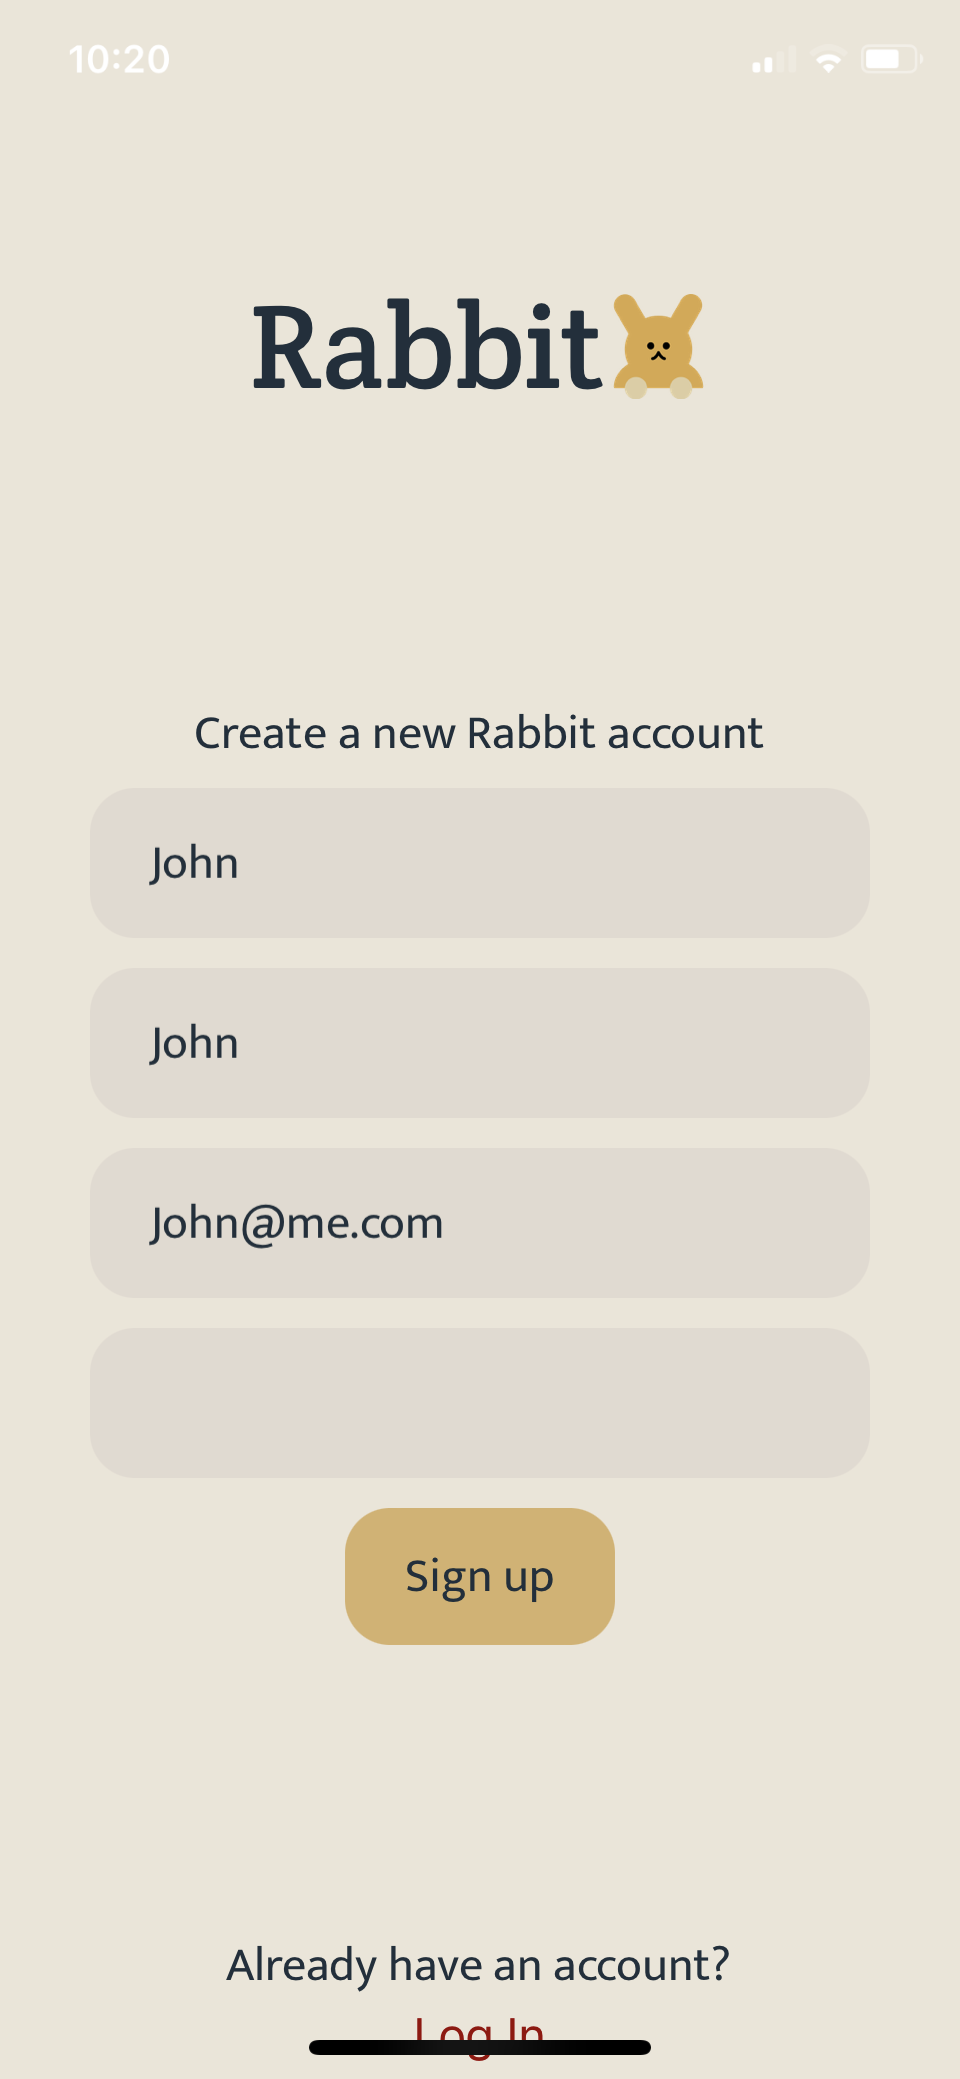 10:20
Rabbit
Create a new Rabbit account
John
John
John@me.com
Sign up
Already have an account?
Log In